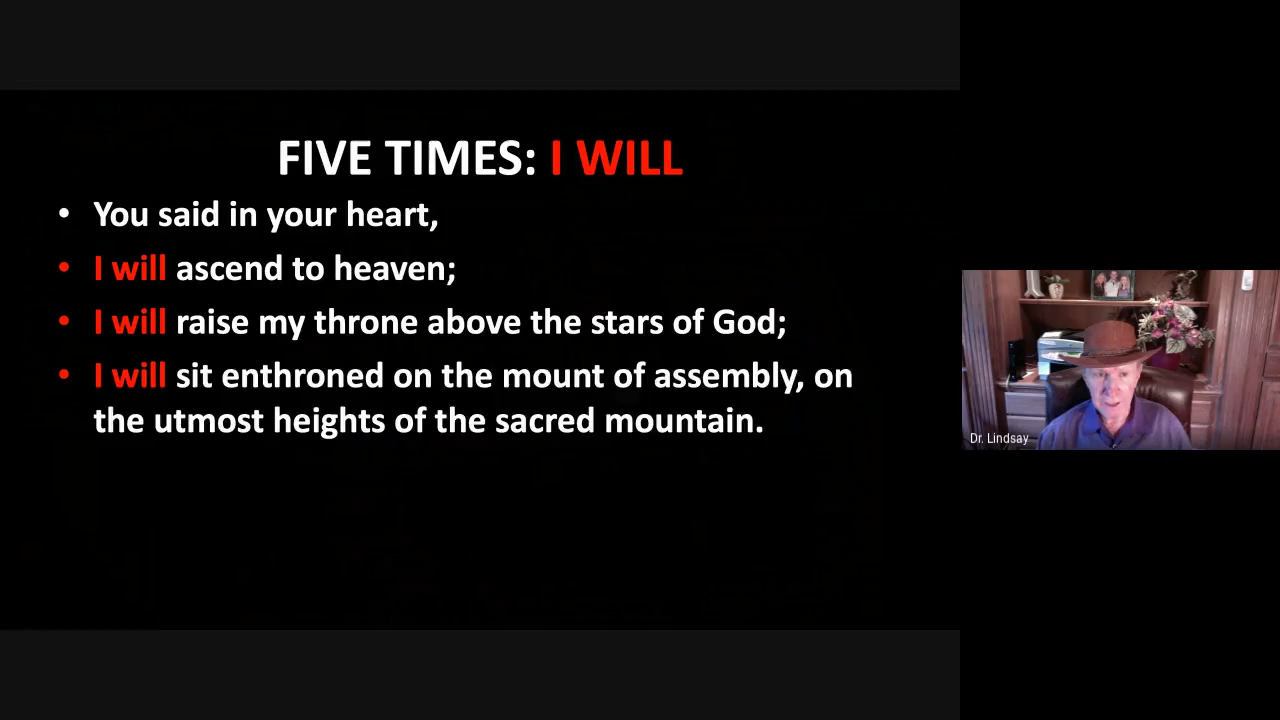 FIVE TIMES: I WILL
• You said in your heart,
• I will ascend to heaven;
• I will raise my throne above the stars of God;
• I will sit enthroned on the mount of assembly, on
the utmost heights of the sacred mountain.
Dr. Lindsay